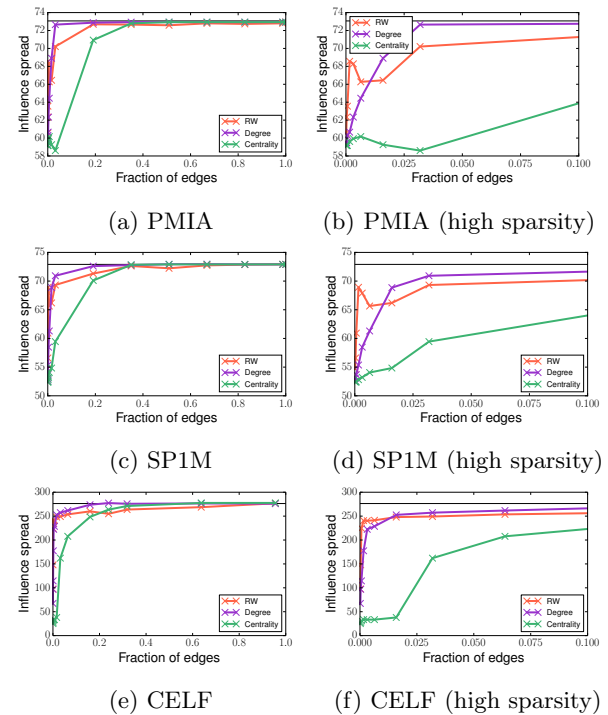 74
72
70
68
66
64
62
60
58
Influence spread
0.0 0.2 0.4 0.6 0.8 1.0
Fraction of edges
RW
Degree
Centrality
(a) PMIA
74
72
70
68
66
64
62
60
58
Influence spread
0.000 0.025 0.050 0.075 0.100
Fraction of edges
RW
Degree
Centrality
(b) PMIA (high sparsity)
75
70
65
60
55
50
Influence spread
0.0 0.2 0.4 0.6 0.8 1.0
Fraction of edges
RW
Degree
Centrality
(c) SP1M
75
70
65
60
55
50
Influence spread
0.000 0.025 0.050 0.075 0.100
Fraction of edges
RW
Degree
Centrality
(d) SP1M (high sparsity)
300
250
200
150
100
50
0
Influence spread
0.0 0.2 0.4 0.6 0.8 1.0
Fraction of edges
RW
Degree
Centrality
(e) CELF
300
250
200
150
100
50
0
Influence spread
0.000 0.025 0.050 0.075 0.100
Fraction of edges
RW
Degree
Centrality
(f) CELF (high sparsity)